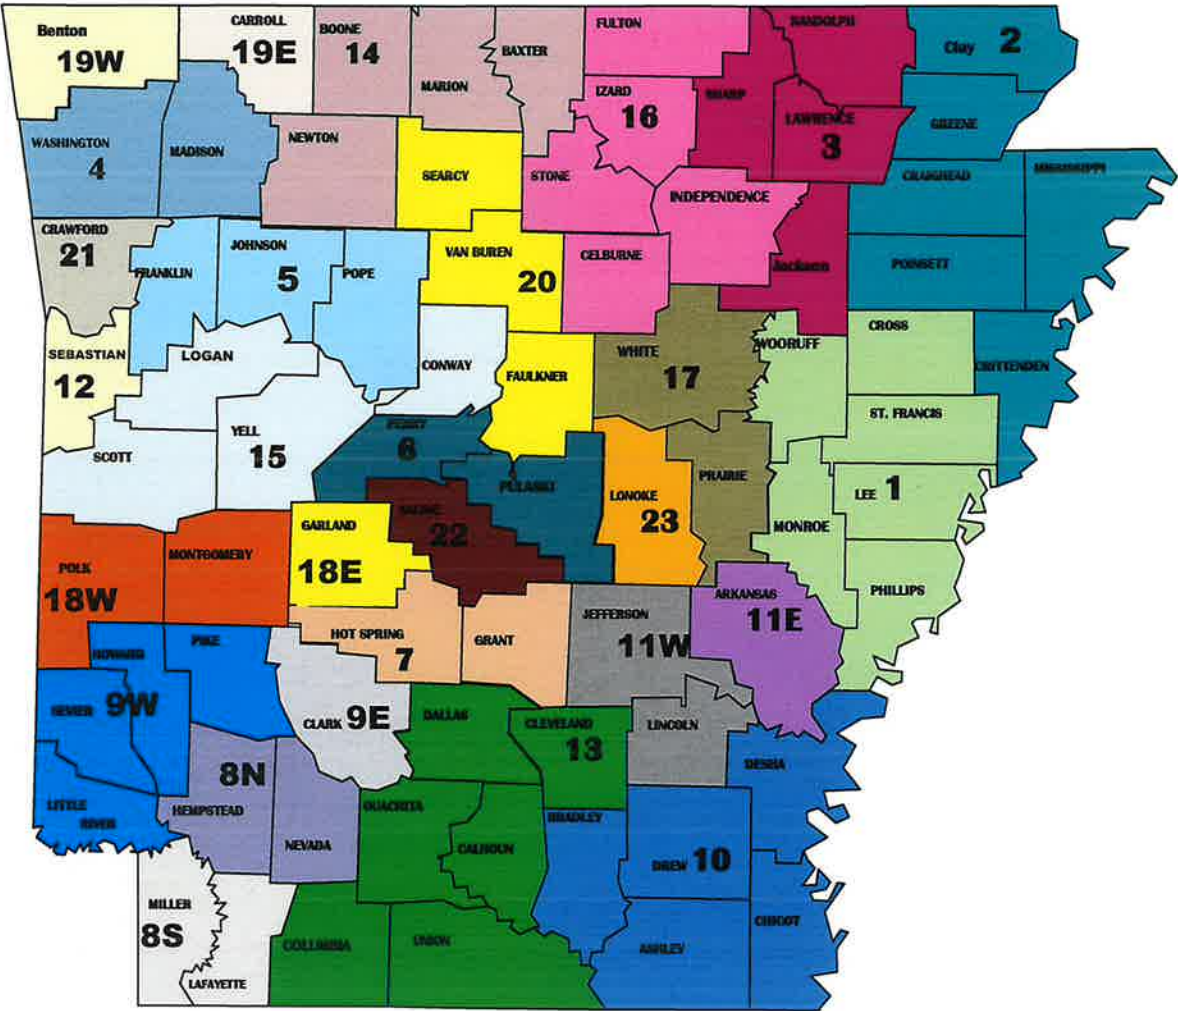 Benton
19W
CARROLL
19E
BOONE
14
MARION
BAXTER
FULTON
RANDOLPH
Clay 2
IZARD
16
SHARP
LAWRENCE
3
GREENE
WASHINGTON
4
MADISON
NEWTON
SEARCY
STONE
INDEPENDENCE
CRAIGHEAD
MISSISSIPPI
CRAWFORD
21
FRANKLIN
JOHNSON
5
POPE
VAN BUREN
20
CELBURNE
Jackson
POINSETT
SEBASTIAN
12
LOGAN
CONWAY
FAULKNER
WHITE
17
WOORUFF
CROSS
CRITTENDEN
SCOTT
YELL
15
PERRY
6
PULASKI
ST. FRANCIS
LONOKE
23
PRAIRIE
LEE 1
MONROE
GARLAND
18E
SALINE
22
POLK
18W
MONTGOMERY
PHILLIPS
HOT SPRING
7
GRANT
JEFFERSON
11W
ARKANSAS
11E
HOWARD
PIKE
SEVIER 9W
CLARK 9E
DALLAS
CLEVELAND
13
LINCOLN
DESHA
LITTLE
RIVER
8N
HEMPSTEAD
NEVADA
OUACHITA
CALHOUN
BRADLEY
DREW 10
CHICOT
MILLER
8S
LAFAYETTE
COLUMBIA
UNION
ASHLEY